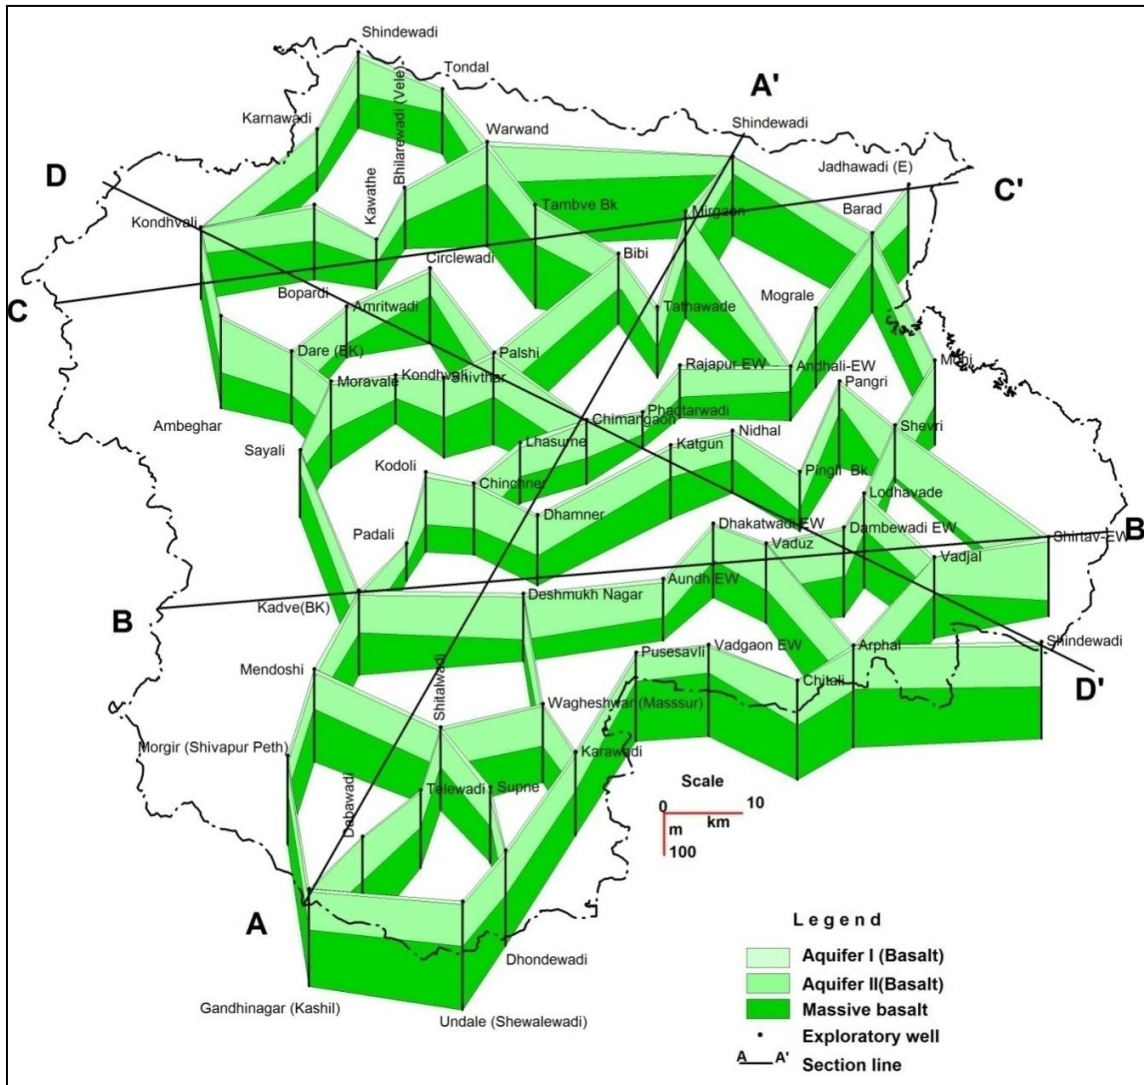 Shindewadi
Tondal
A'
Karnawadi
Bhilarewadi (Vele)
Warwand
Shindewadi
Jadhawadi (E)
D
C'
Kawathe
Tambve Bk
Mirgaon
Barad
Kondhvali
Circlewadi
Bibi
Bopardi
Amritwadi
Tathawade
Mograle
C
Dare (BK)
Palshi
Rajapur EW
Andhali-EW
Mohi
Moravale
Kondhvali
Shivthar
Pangri
Ambeghar
Chimangaon
Phadtarwadi
Shevri
Sayali
Lhasurne
Katgun
Nidhal
Kodoli
Chinchner
Pingli Bk
Lodhavade
Dhamner
Padali
Dhakatwadi EW
Dambewadi EW
Shirtav-EW
B'
Vaduz
Vadjal
Aundh EW
B
Kadve(BK)
Deshmukh Nagar
Mendoshi
Pusesavli
Vadgaon EW
Arphal
Shindewadi
D'
Chitali
Shitalwadi
Wagheshwar (Masssur)
Morgir (Shivapur Peth)
Karawadi
Dabawadi
Telewadi
Supne
Scale
0 10
m km
100
A
Dhondewadi
Gandhinagar (Kashil)
Undale (Shewalewadi)
Legend
Aquifer I (Basalt)
Aquifer II(Basalt)
Massive basalt
Exploratory well
A A' Section line